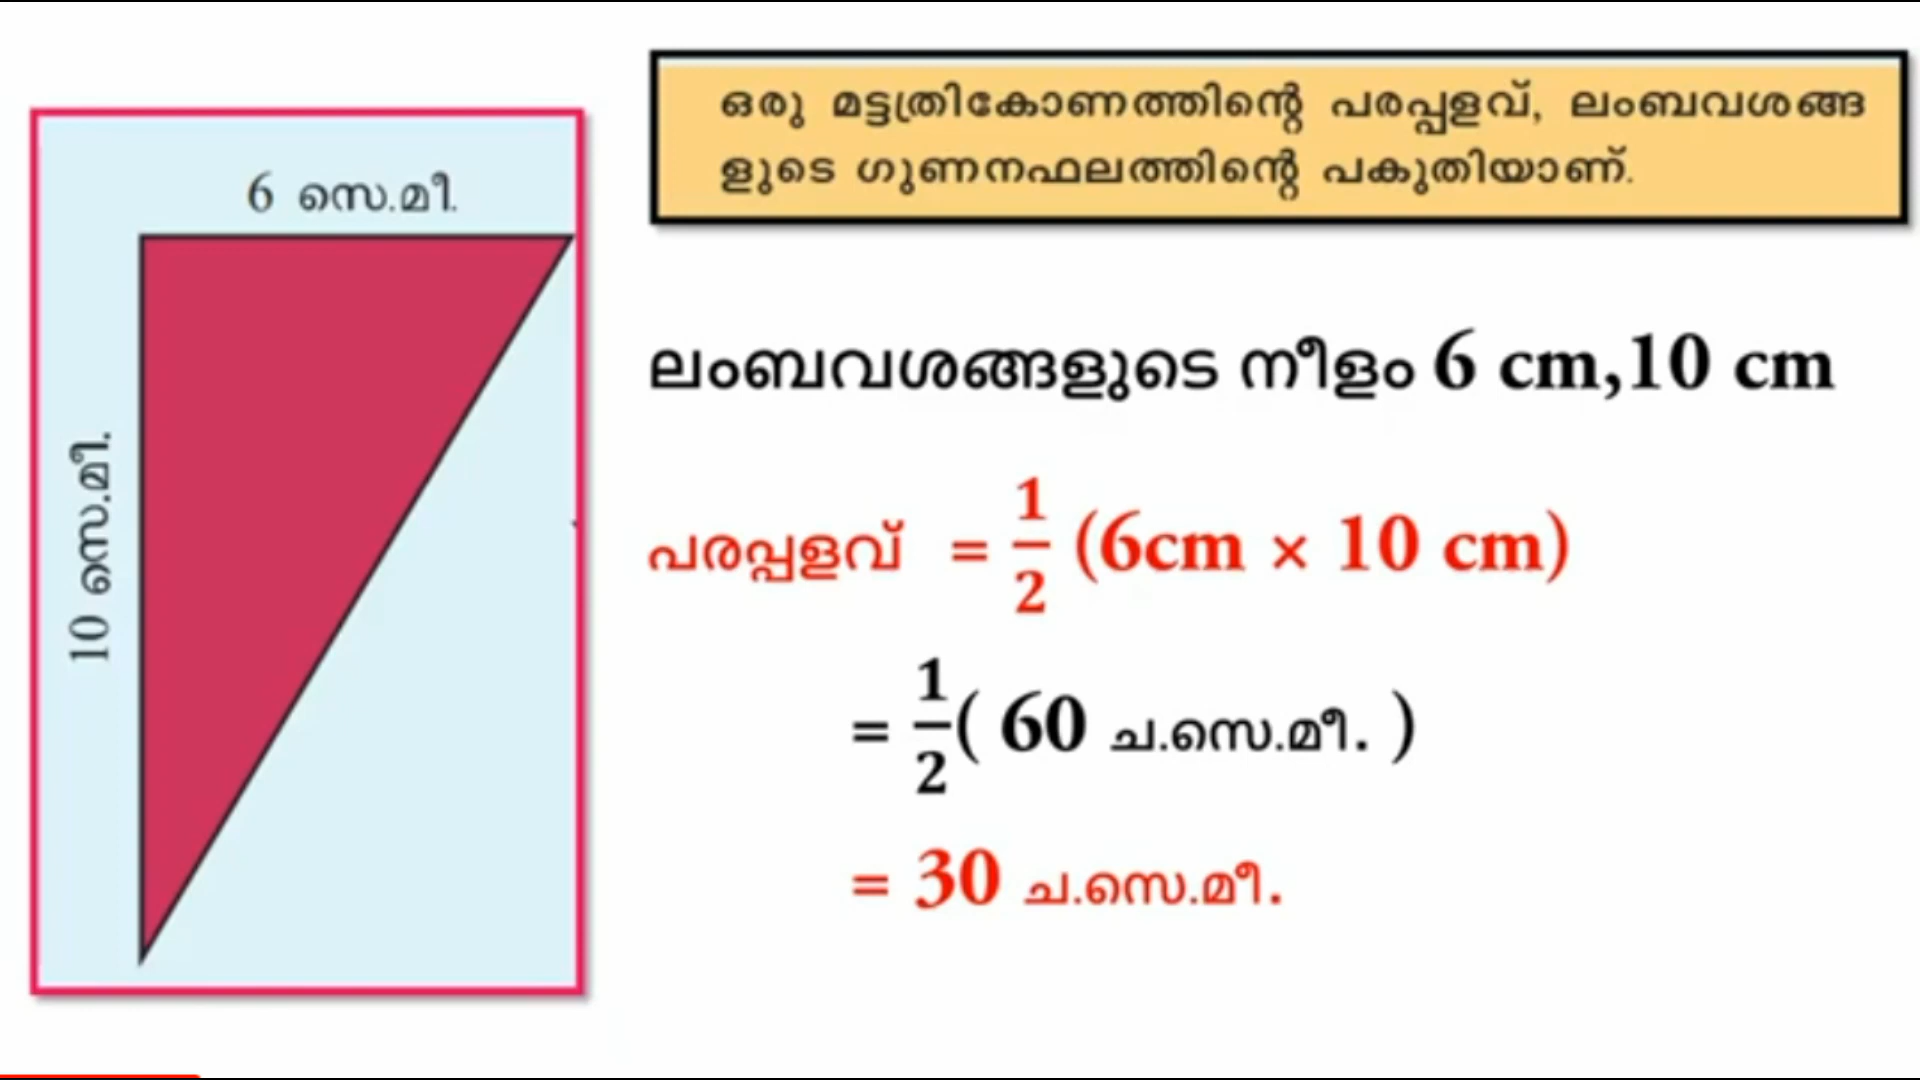 ഒരു മട്ടത്രികോണത്തിന്റെ പരപ്പളവ്, ലംബവശങ്ങ
ളുടെ ഗുണനഫലത്തിന്റെ പകുതിയാണ്.
6 സെ.മീ.
10 സെ.മീ.
ലംബവശങ്ങളുടെ നീളം 6 cm,10 cm
പരപ്പളവ് = 1/2 (6cm × 10 cm)
= 1/2 ( 60 ച.സെ.മീ. )
= 30 ച.സെ.മീ.